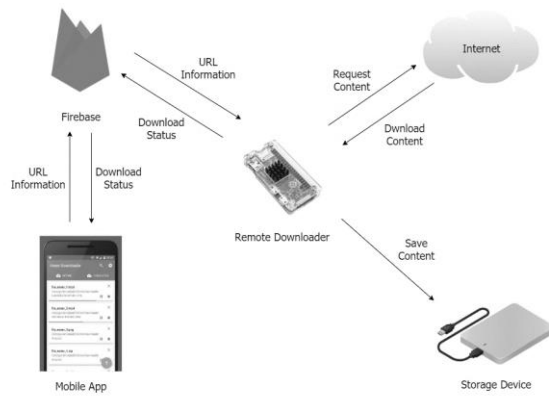 URL
Information
Internet
Request
Content
Firebase
Download
Status
Dwnload
Content
URL
Information
Download
Status
Remote Downloader
Save
Content
Mobile App
Storage Device